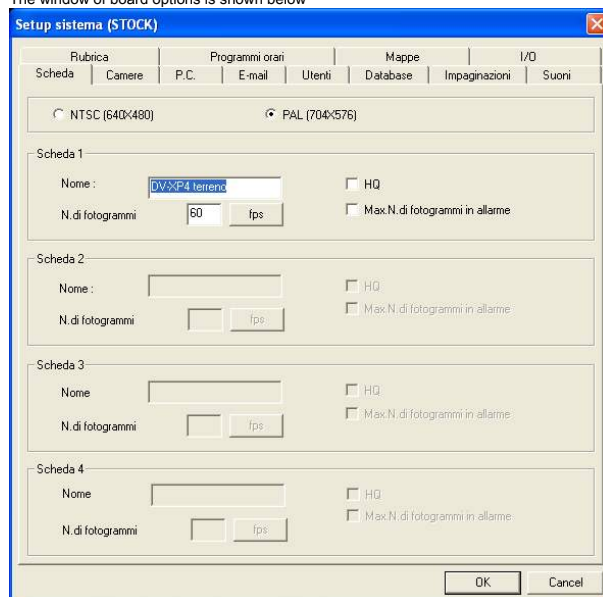 The window of board options is shown below
Setup sistema (STOCK)
Rubrica Programmi orari Mappe I/O
Scheda Camere P.C. E-mail Utenti Database Impaginazioni Suoni
NTSC (640X480) PAL (704X576)
Scheda 1
Nome : DV-XP4 terreno HQ
N.di fotogrammi 60 fps Max.N.di fotogrammi in allarme
Scheda 2
Nome : HQ
N.di fotogrammi fps Max.N.di fotogrammi in allarme
Scheda 3
Nome HQ
N.di fotogrammi fps Max.N.di fotogrammi in allarme
Scheda 4
Nome HQ
N.di fotogrammi fps Max.N.di fotogrammi in allarme
OK Cancel